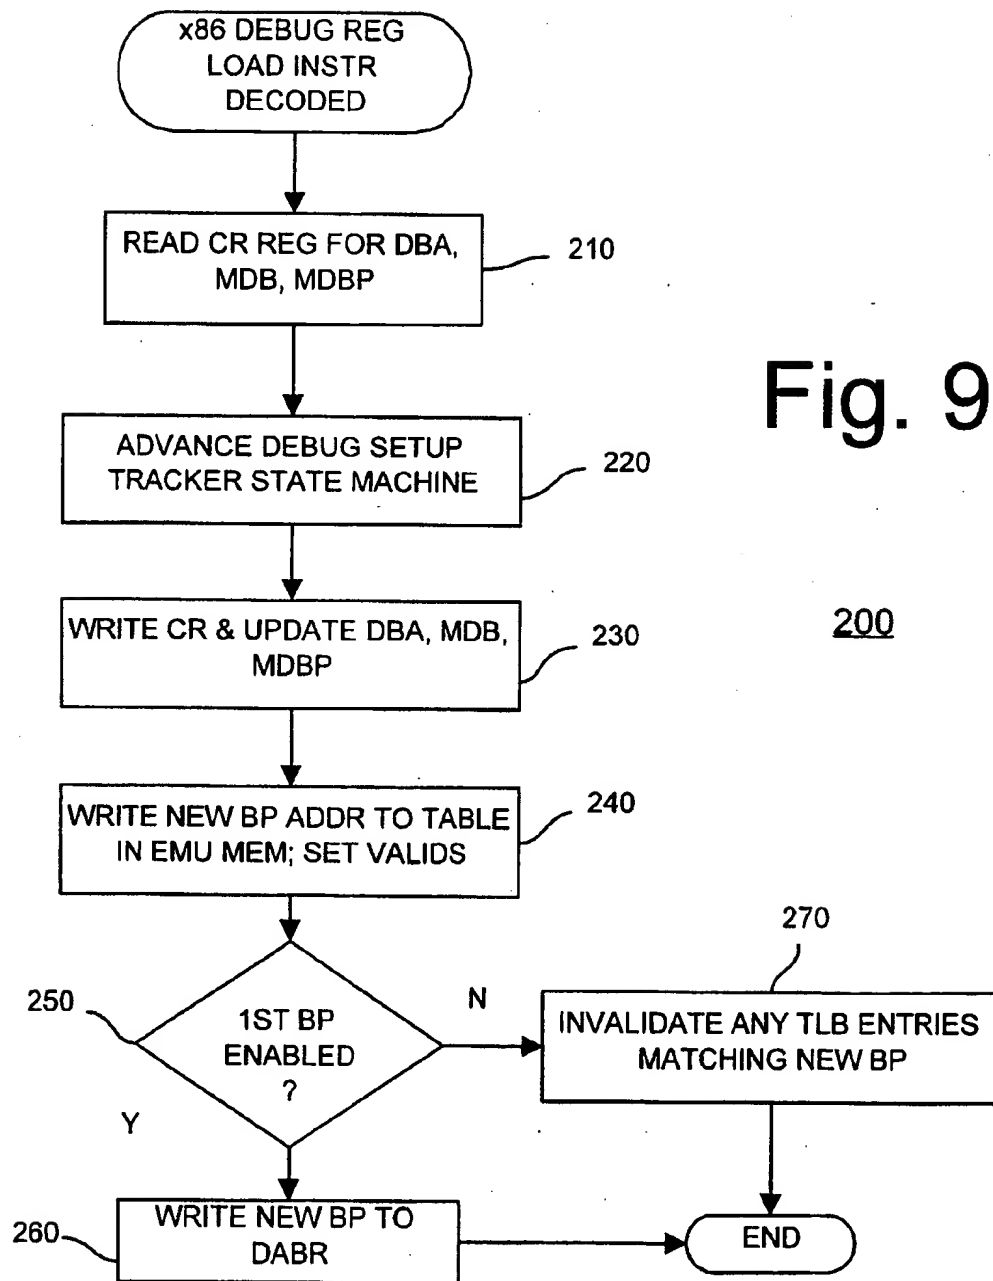 x86 DEBUG REG
LOAD INSTR
DECODED
READ CR REG FOR DBA,
MDB, MDBP
210
Fig. 9
ADVANCE DEBUG SETUP
TRACKER STATE MACHINE
220
WRITE CR & UPDATE DBA, MDB,
MDBP
230
200
WRITE NEW BP ADDR TO TABLE
IN EMU MEM; SET VALIDS
240
250
1ST BP
ENABLED
?
N
Y
270
INVALIDATE ANY TLB ENTRIES
MATCHING NEW BP
260
WRITE NEW BP TO
DABR
END